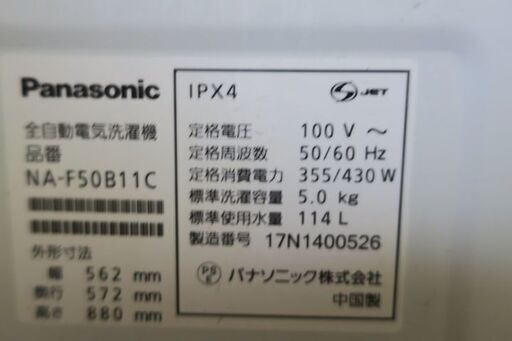 Panasonic
全自動電気洗濯機
品番
NA-F50B11C
外形寸法
幅 562 mm
奥行 572 mm
高さ 880 mm
IPX4
S JET
定格電圧 100 V ～
定格周波数 50/60 Hz
定格消費電力 355/430 W
標準洗濯容量 5.0 kg
標準使用水量 114 L
製造番号 17N1400526
PS E パナソニック株式会社
中国製